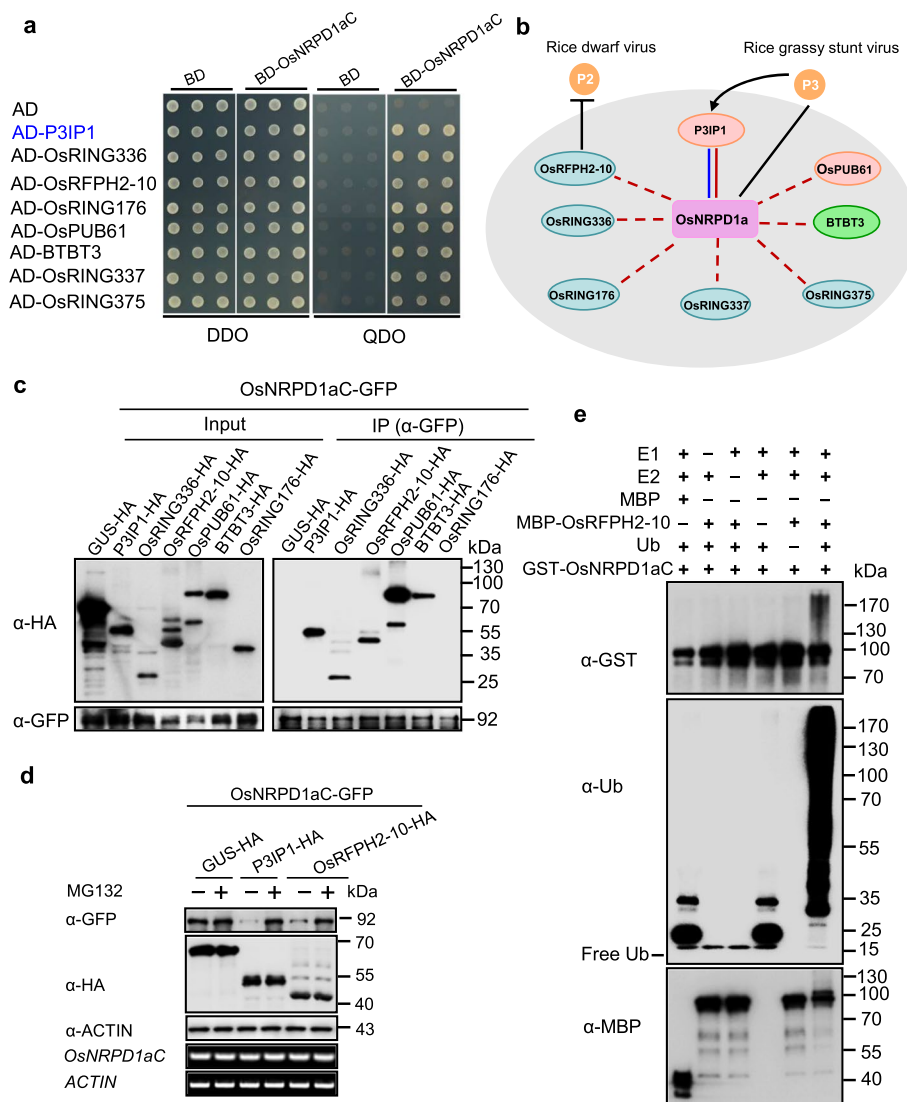 a
BD
BD-OsNRPD1aC
BD
BD-OsNRPD1aC
AD
AD-P3IP1
AD-OsRING336
AD-OsRFPH2-10
AD-OsRING176
AD-OsPUB61
AD-BTBT3
AD-OsRING337
AD-OsRING375
DDO
QDO
b
Rice dwarf virus
Rice grassy stunt virus
P2
P3
P3IP1
OsRFPH2-10
OsPUB61
OsNRPD1a
OsRING336
BTBT3
OsRING176
OsRING337
OsRING375
c
OsNRPD1aC-GFP
Input
IP (α-GFP)
GUS-HA
P3IP1-HA
OsRING336-HA
OsRFPH2-10-HA
OsPUB61-HA
BTBT3-HA
OsRING176-HA
GUS-HA
P3IP1-HA
OsRING336-HA
OsRFPH2-10-HA
OsPUB61-HA
BTBT3-HA
OsRING176-HA
kDa
α-HA
130
100
70
55
35
25
α-GFP
92
d
OsNRPD1aC-GFP
GUS-HA
P3IP1-HA
OsRFPH2-10-HA
MG132 − + − + − + kDa
α-GFP
92
α-HA
70
55
40
α-ACTIN
43
OsNRPD1aC
ACTIN
e
E1 + − + + + +
E2 + + − + + +
MBP + − − − − −
MBP-OsRFPH2-10 − + + − + +
Ub + + + + − +
GST-OsNRPD1aC + + + + + +
kDa
α-GST
170
130
100
70
α-Ub
170
130
100
70
55
35
25
15
Free Ub
α-MBP
130
100
70
55
40